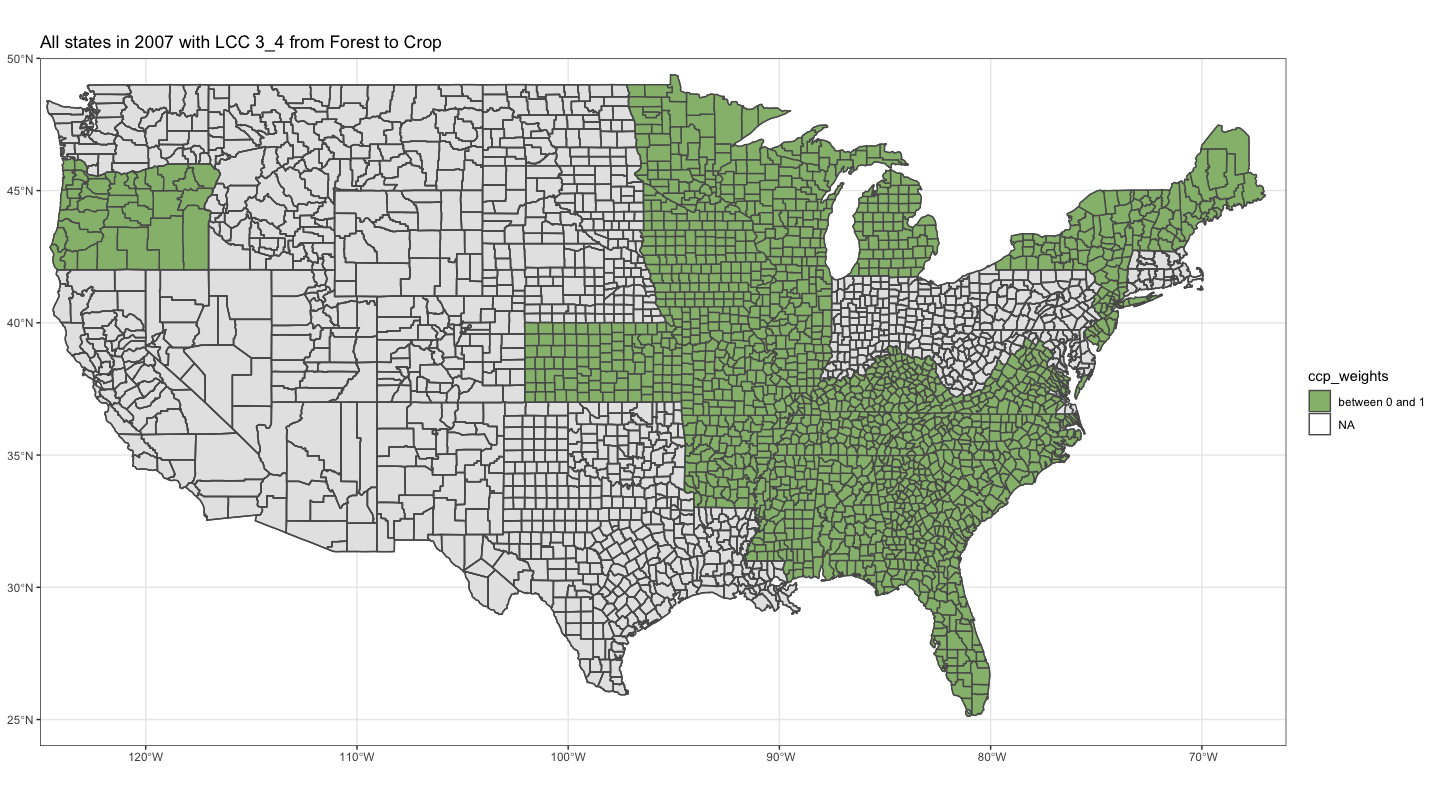 All states in 2007 with LCC 3_4 from Forest to Crop
50°N
45°N
40°N
35°N
30°N
25°N
120°W
110°W
100°W
90°W
80°W
70°W
ccp_weights
between 0 and 1
NA